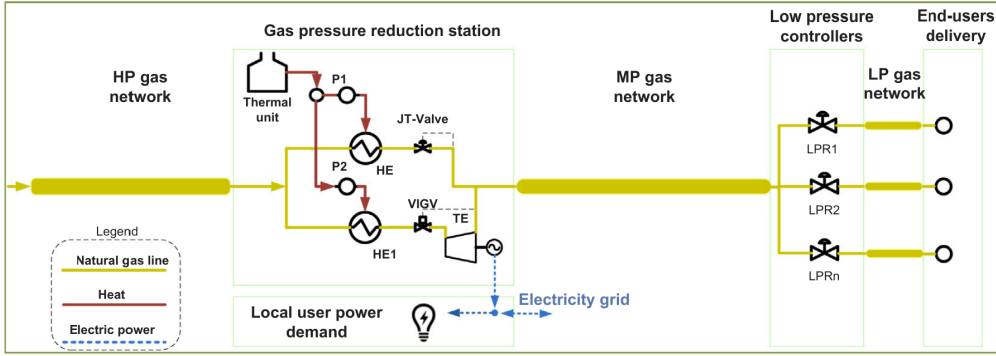 Gas pressure reduction station
Low pressure
controllers
End-users
delivery
HP gas
network
MP gas
network
LP gas
network
Thermal
unit
P1
JT-Valve
HE
P2
VIGV
TE
HE1
LPR1
LPR2
LPRn
Legend
Natural gas line
Heat
Electric power
Local user power
demand
Electricity grid